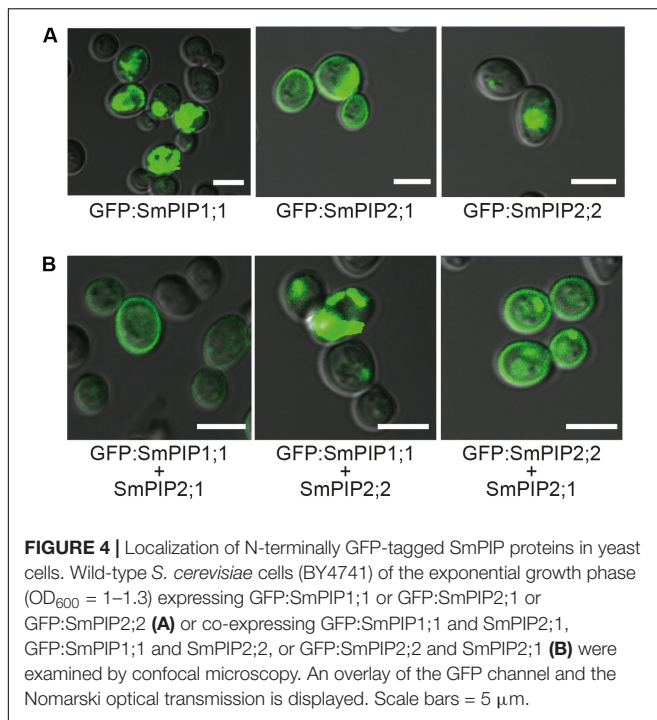 A
GFP:SmPIP1;1 GFP:SmPIP2;1 GFP:SmPIP2;2
B
GFP:SmPIP1;1 GFP:SmPIP1;1 GFP:SmPIP2;2
+ + +
SmPIP2;1 SmPIP2;2 SmPIP2;1
FIGURE 4 | Localization of N-terminally GFP-tagged SmPIP proteins in yeast
cells. Wild-type S. cerevisiae cells (BY4741) of the exponential growth phase
(OD600 = 1–1.3) expressing GFP:SmPIP1;1 or GFP:SmPIP2;1 or
GFP:SmPIP2;2 (A) or co-expressing GFP:SmPIP1;1 and SmPIP2;1,
GFP:SmPIP1;1 and SmPIP2;2, or GFP:SmPIP2;2 and SmPIP2;1 (B) were
examined by confocal microscopy. An overlay of the GFP channel and the
Nomarski optical transmission is displayed. Scale bars = 5 μm.